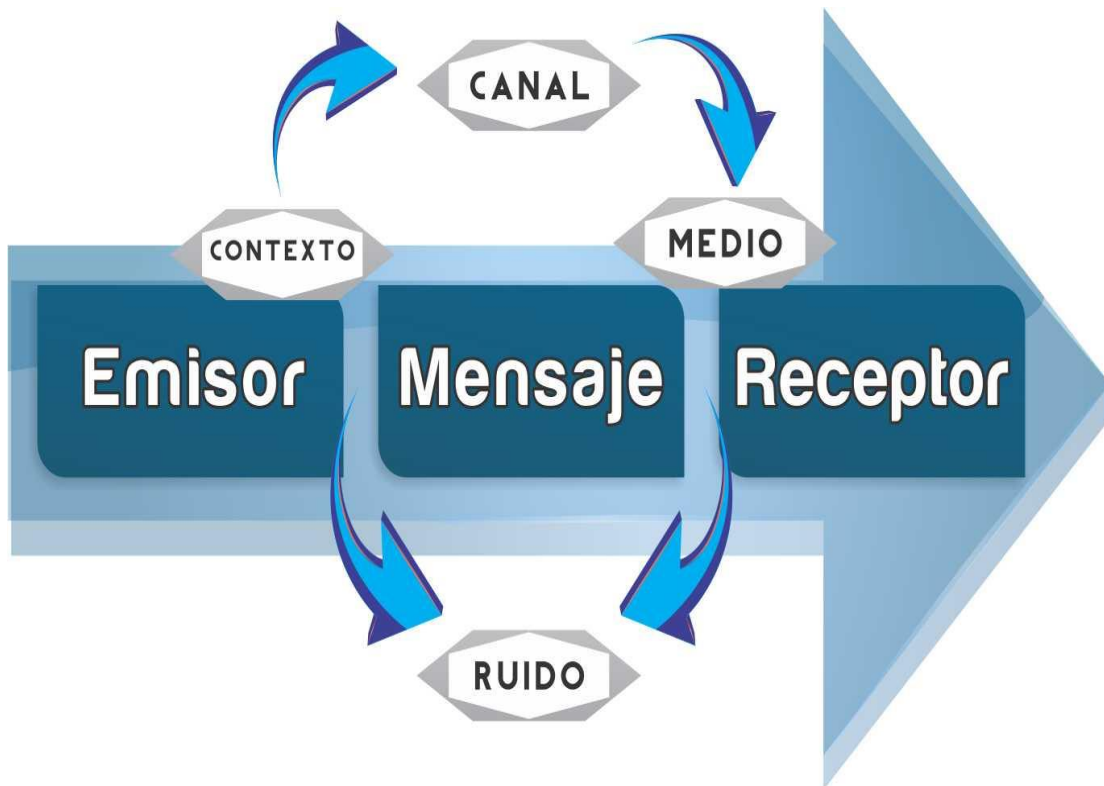 CANAL
CONTEXTO
MEDIO
Emisor
Mensaje
Receptor
RUIDO